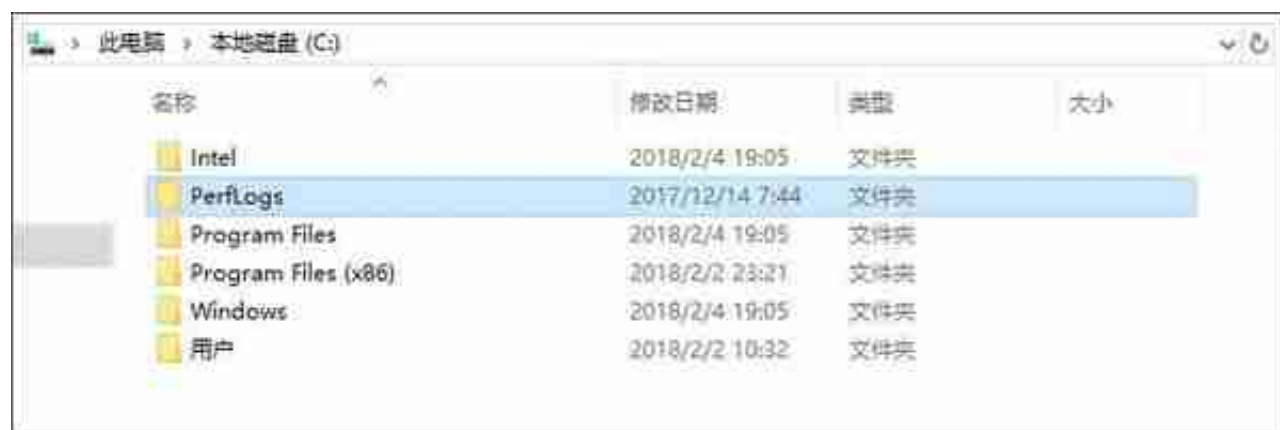 此电脑 › 本地磁盘 (C:)
名称 修改日期 类型 大小
Intel 2018/2/4 19:05 文件夹
PerfLogs 2017/12/14 7:44 文件夹
Program Files 2018/2/4 19:05 文件夹
Program Files (x86) 2018/2/2 23:21 文件夹
Windows 2018/2/4 19:05 文件夹
用户 2018/2/2 10:32 文件夹